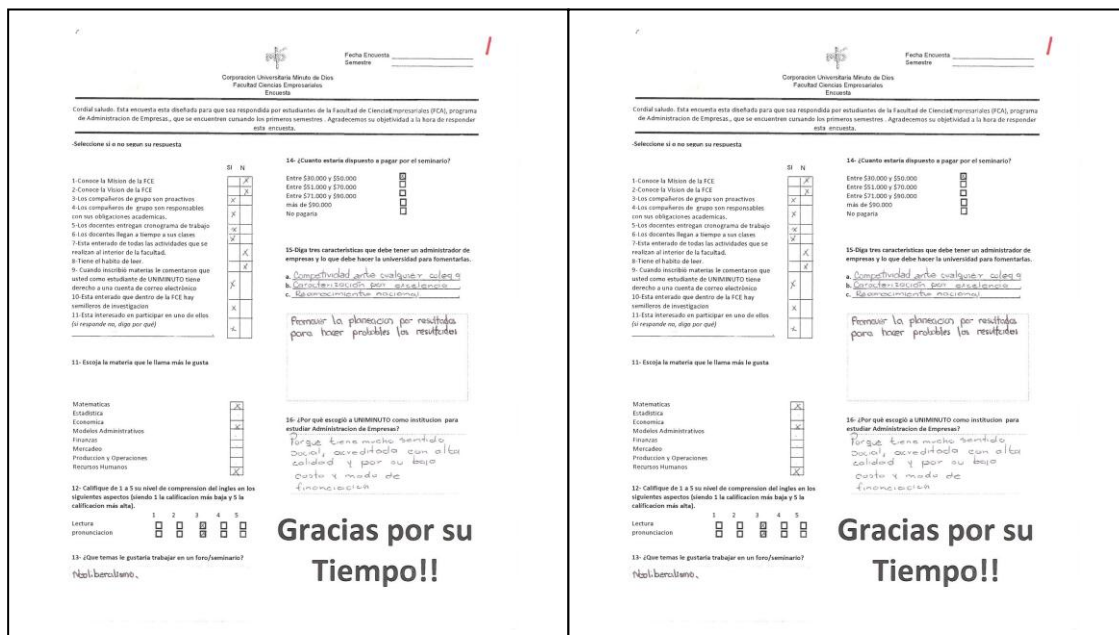 Fecha Encuenta
Semestre
Corporacion Universitaria Minuto de Dios
Facultad Ciencias Empresariales
Encuesta
Cordial saludo. Esta encuesta esta diseñada para que sea respondida por estudiantes de la Facultad de CienciaEmpresariales (FCA), programa
de Administracion de Empresas., que se encuentren cursando los primeros semestres . Agradecemos su objetividad a la hora de responder
esta encuesta.
-Seleccione si o no segun su respuesta
SI N
1-Conoce la Mision de la FCE
2-Conoce la Vision de la FCE
3-Los compañeros de grupo son proactivos
4-Los compañeros de grupo son responsables
con sus obligaciones academicas.
5-Los docentes entregan cronograma de trabajo
6-Los docentes llegan a tiempo a sus clases
7-Esta enterado de todas las actividades que se
realizan al interior de la facultad.
8-Tiene el habito de leer.
9- Cuando inscribio materias le comentaron que
usted como estudiante de UNIMINUTO tiene
derecho a una cuenta de correo electrónico
10-Esta enterado que dentro de la FCE hay
semilleros de investigacion
11-Esta interesado en participar en uno de ellos
(si responde no, diga por qué)
11- Escoja la materia que le llama más le gusta
Matematicas
Estadistica
Economica
Modelos Administrativos
Finanzas
Mercadeo
Produccion y Operaciones
Recursos Humanos
12- Califique de 1 a 5 su nivel de comprension del ingles en los
siguientes aspectos (siendo 1 la calificacion más baja y 5 la
calificacion más alta).
1 2 3 4 5
Lectura
pronunciacion
13- ¿Que temas le gustaria trabajar en un foro/seminario?
Neoliberalismo.
14- ¿Cuanto estaria dispuesto a pagar por el seminario?
Entre $30.000 y $50.000
Entre $51.000 y $70.000
Entre $71.000 y $90.000
más de $90.000
No pagaria
15-Diga tres características que debe tener un administrador de
empresas y lo que debe hacer la universidad para fomentarlas.
a. Competividad ante cualquier colega
b. Caracterización por excelencia
c. Reconocimiento nacional.
Promover la planeacion por resultados
para hacer probables los resultados
16- ¿Por qué escogió a UNIMINUTO como institucion para
estudiar Administracion de Empresas?
Porque tiene mucho sentido
Social, acreditada con alta
calidad y por su bajo
costo y modo de
financiacion
Gracias por su
Tiempo!!
Fecha Encuenta
Semestre
Corporacion Universitaria Minuto de Dios
Facultad Ciencias Empresariales
Encuesta
Cordial saludo. Esta encuesta esta diseñada para que sea respondida por estudiantes de la Facultad de CienciaEmpresariales (FCA), programa
de Administracion de Empresas., que se encuentren cursando los primeros semestres . Agradecemos su objetividad a la hora de responder
esta encuesta.
-Seleccione si o no segun su respuesta
SI N
1-Conoce la Mision de la FCE
2-Conoce la Vision de la FCE
3-Los compañeros de grupo son proactivos
4-Los compañeros de grupo son responsables
con sus obligaciones academicas.
5-Los docentes entregan cronograma de trabajo
6-Los docentes llegan a tiempo a sus clases
7-Esta enterado de todas las actividades que se
realizan al interior de la facultad.
8-Tiene el habito de leer.
9- Cuando inscribio materias le comentaron que
usted como estudiante de UNIMINUTO tiene
derecho a una cuenta de correo electrónico
10-Esta enterado que dentro de la FCE hay
semilleros de investigacion
11-Esta interesado en participar en uno de ellos
(si responde no, diga por qué)
11- Escoja la materia que le llama más le gusta
Matematicas
Estadistica
Economica
Modelos Administrativos
Finanzas
Mercadeo
Produccion y Operaciones
Recursos Humanos
12- Califique de 1 a 5 su nivel de comprension del ingles en los
siguientes aspectos (siendo 1 la calificacion más baja y 5 la
calificacion más alta).
1 2 3 4 5
Lectura
pronunciacion
13- ¿Que temas le gustaria trabajar en un foro/seminario?
Neoliberalismo.
14- ¿Cuanto estaria dispuesto a pagar por el seminario?
Entre $30.000 y $50.000
Entre $51.000 y $70.000
Entre $71.000 y $90.000
más de $90.000
No pagaria
15-Diga tres características que debe tener un administrador de
empresas y lo que debe hacer la universidad para fomentarlas.
a. Competividad ante cualquier colega
b. Caracterización por excelencia
c. Reconocimiento nacional.
Promover la planeacion por resultados
para hacer probables los resultados
16- ¿Por qué escogió a UNIMINUTO como institucion para
estudiar Administracion de Empresas?
Porque tiene mucho sentido
Social, acreditada con alta
calidad y por su bajo
costo y modo de
financiacion
Gracias por su
Tiempo!!